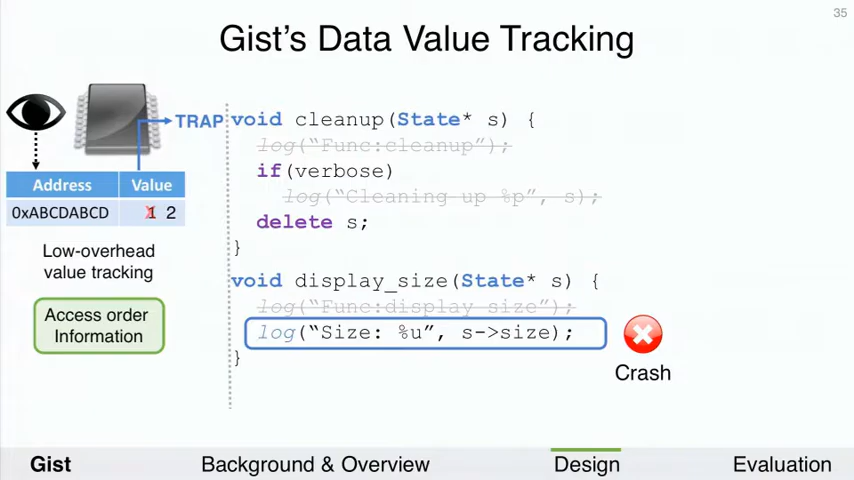 35
Gist's Data Value Tracking
TRAP
Address Value
0xABCDABCD 1 2
Low-overhead
value tracking
Access order
Information
void cleanup(State* s) {
log("Func:cleanup");
if(verbose)
log("Cleaning up %p", s);
delete s;
}
void display_size(State* s) {
log("Func:display_size");
log("Size: %u", s->size);
}
Crash
Gist Background & Overview Design Evaluation